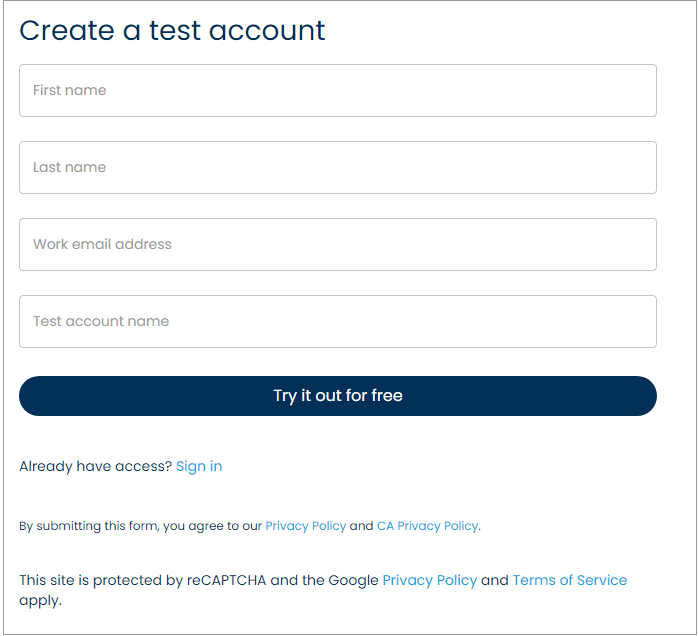 Create a test account
First name
Last name
Work email address
Test account name
Try it out for free
Already have access? Sign in
By submitting this form, you agree to our Privacy Policy and CA Privacy Policy.
This site is protected by reCAPTCHA and the Google Privacy Policy and Terms of Service
apply.